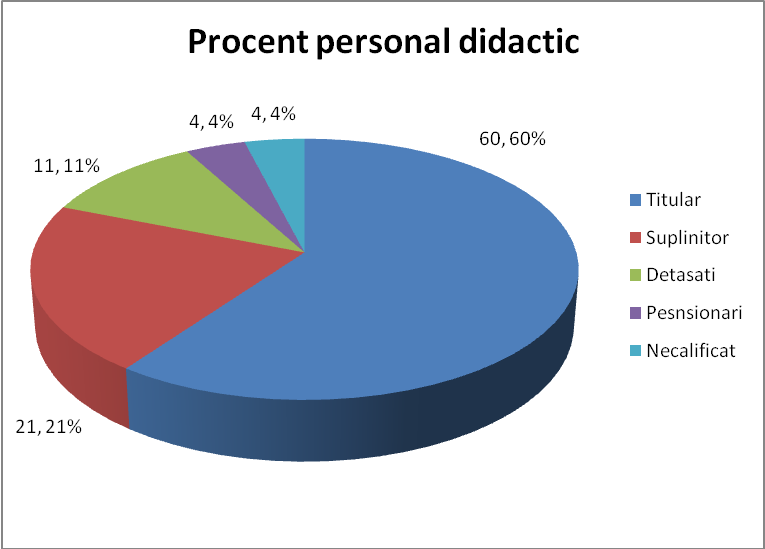 Procent personal didactic
4, 4%
4, 4%
60, 60%
11, 11%
21, 21%
Titular
Suplinitor
Detasati
Pesnsionari
Necalificat